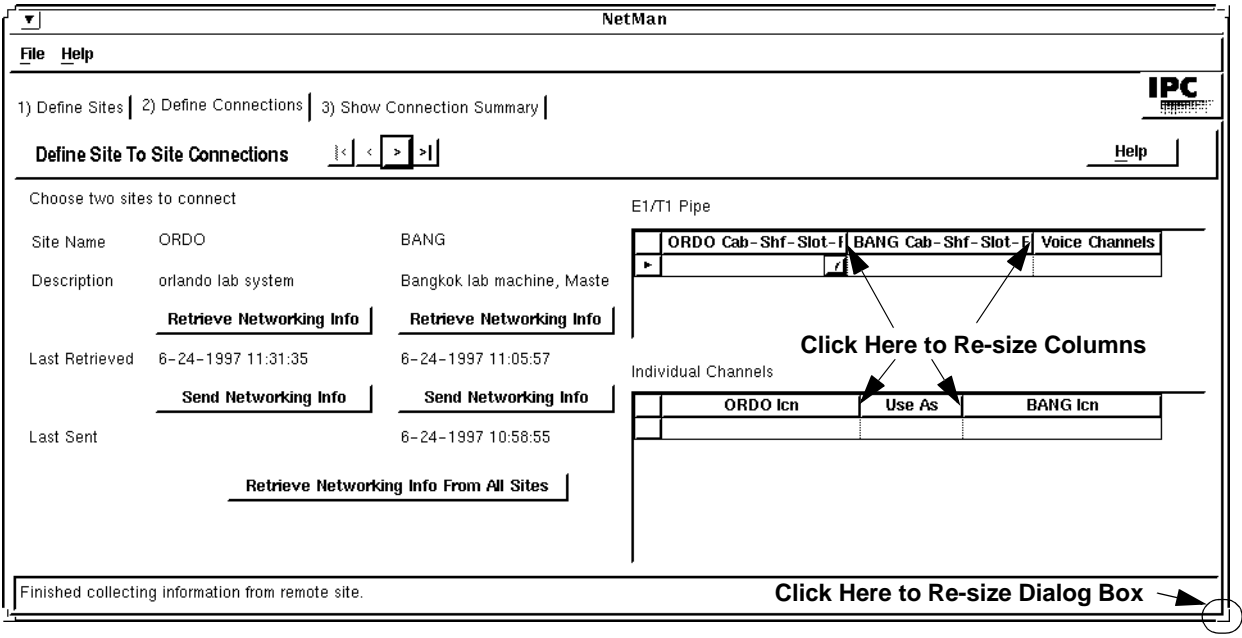 NetMan
File Help
IPC
1) Define Sites 2) Define Connections 3) Show Connection Summary
Define Site To Site Connections |< < > >| Help
Choose two sites to connect
E1/T1 Pipe
Site Name ORDO BANG
ORDO Cab-Shf-Slot- BANG Cab-Shf-Slot- Voice Channels
Description orlando lab system Bangkok lab machine, Maste
Retrieve Networking Info Retrieve Networking Info
Click Here to Re-size Columns
Last Retrieved 6-24-1997 11:31:35 6-24-1997 11:05:57
Individual Channels
Send Networking Info Send Networking Info
ORDO Icn Use As BANG Icn
Last Sent 6-24-1997 10:58:55
Retrieve Networking Info From All Sites
Finished collecting information from remote site.
Click Here to Re-size Dialog Box